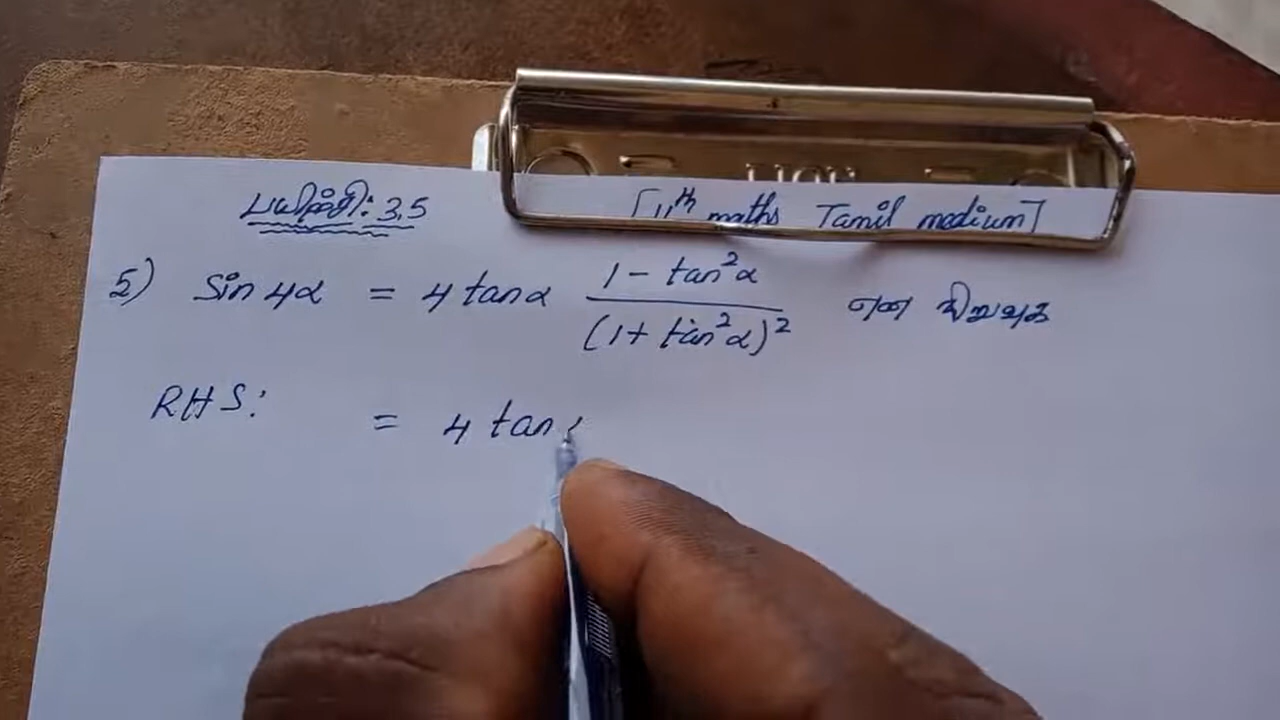 பயிற்சி: 3.5
[11th maths Tamil medium]
5) Sin 4α = 4 tan α (1 - tan²α) / (1 + tan²α)² என நிறுவுக
RHS: = 4 tan